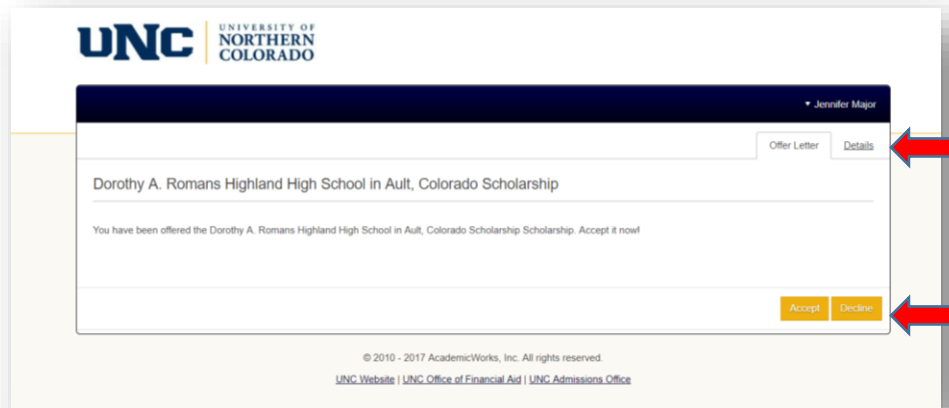 UNC UNIVERSITY OF
NORTHERN
COLORADO
Jennifer Major
Offer Letter Details
Dorothy A. Romans Highland High School in Ault, Colorado Scholarship
You have been offered the Dorothy A. Romans Highland High School in Ault, Colorado Scholarship Scholarship. Accept it now!
Accept Decline
© 2010 - 2017 AcademicWorks, Inc. All rights reserved.
UNC Website | UNC Office of Financial Aid | UNC Admissions Office